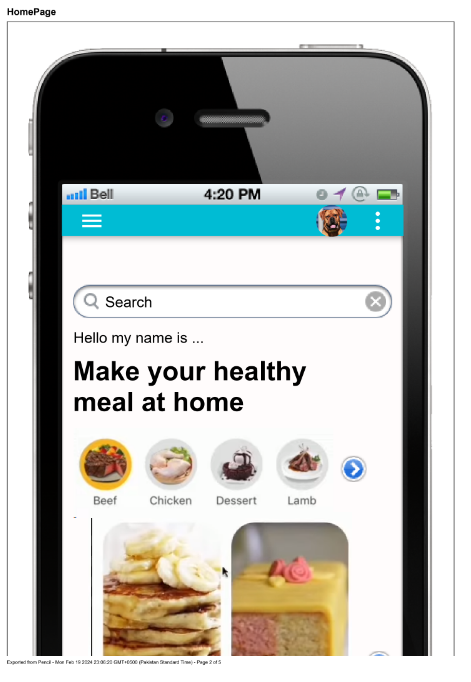 HomePage
Bell 4:20 PM
Search
Hello my name is ...
Make your healthy
meal at home
Beef Chicken Dessert Lamb
Exported from Pencil - Mon Feb 19 2024 23:06:20 GMT+0500 (Pakistan Standard Time) - Page 2 of 5